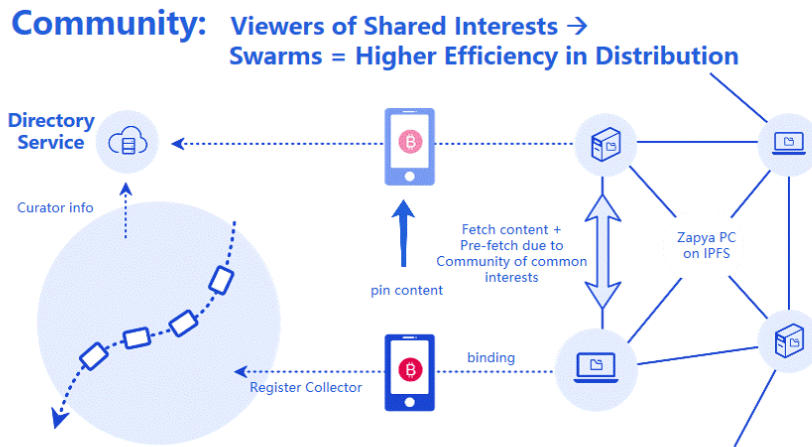 Community: Viewers of Shared Interests →
Swarms = Higher Efficiency in Distribution
Directory
Service
Curator info
pin content
Fetch content +
Pre-fetch due to
Community of common
interests
Zapya PC
on IPFS
Register Collector
binding